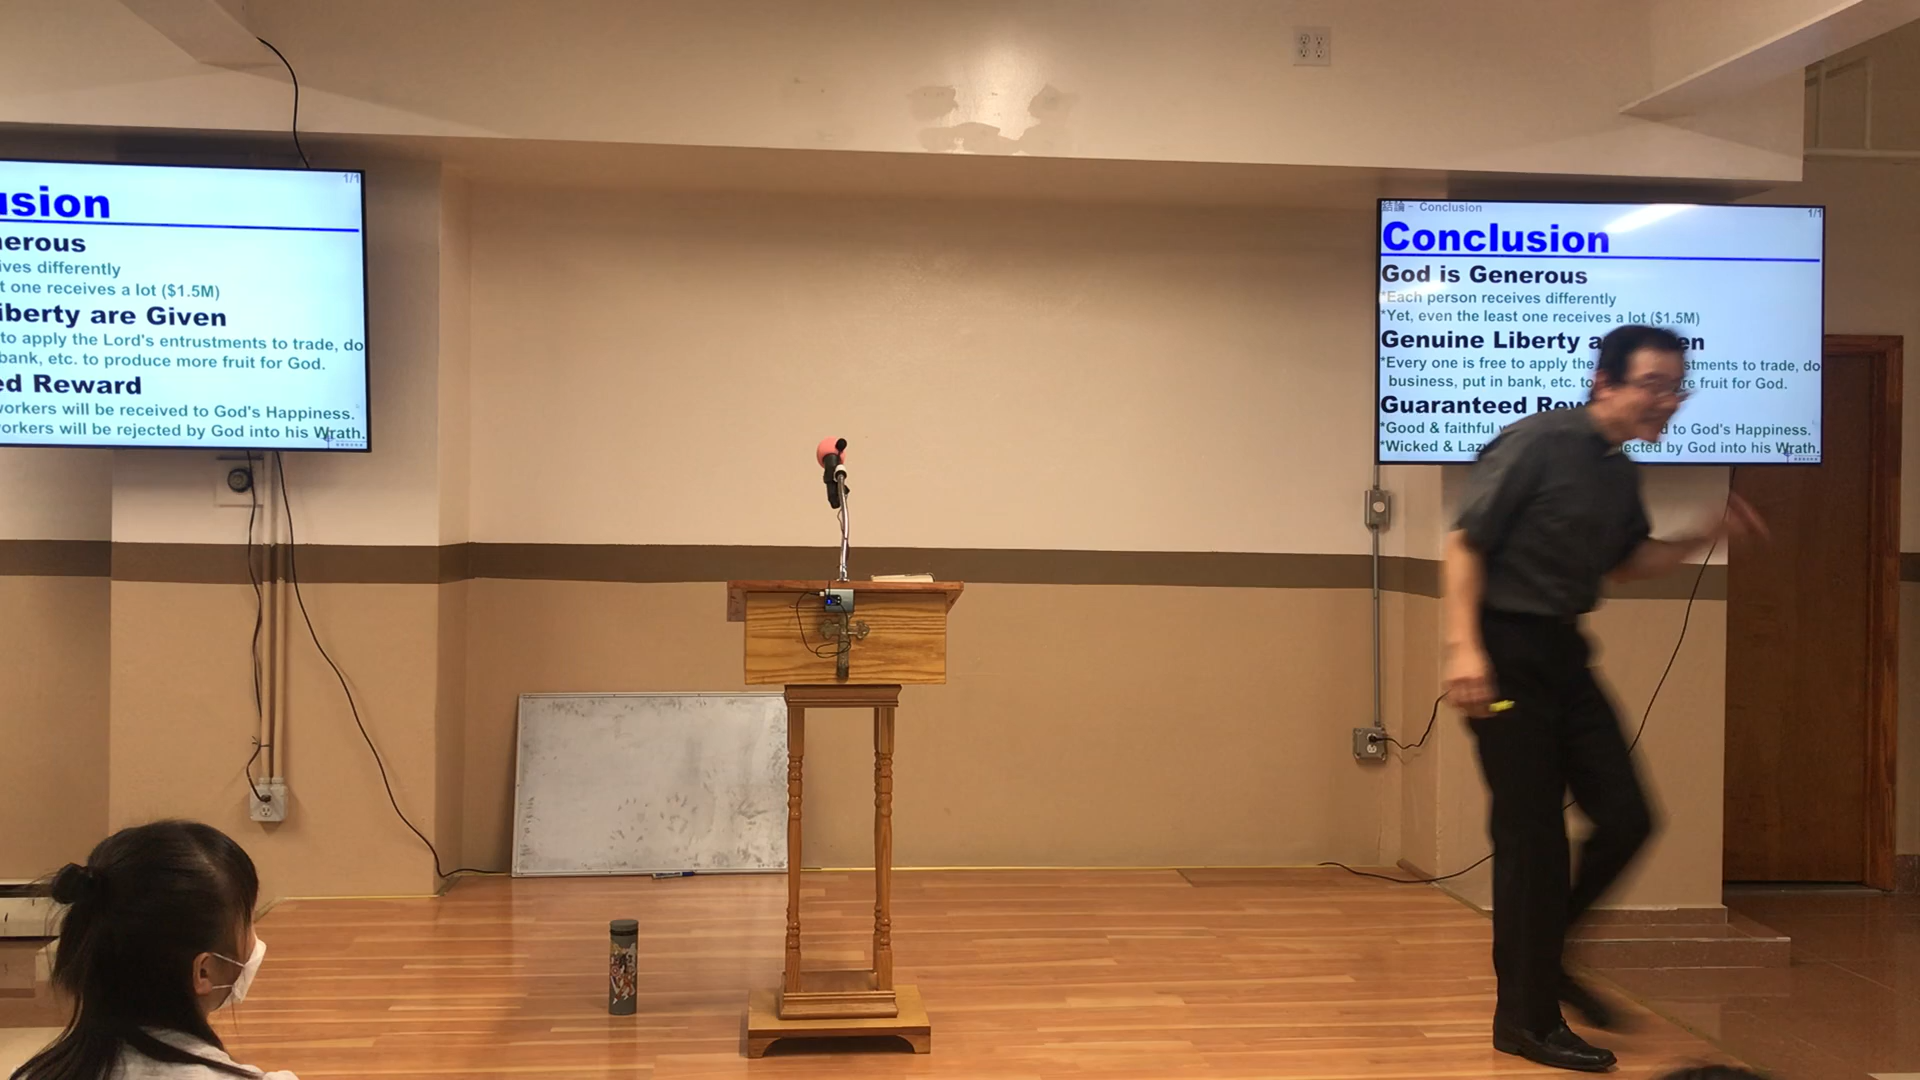 1/1
usion
nerous
ives differently
t one receives a lot ($1.5M)
iberty are Given
to apply the Lord's entrustments to trade, do
bank, etc. to produce more fruit for God.
ed Reward
workers will be received to God's Happiness.
orkers will be rejected by God into his Wrath.
結論 - Conclusion 1/1
Conclusion
God is Generous
*Each person receives differently
*Yet, even the least one receives a lot ($1.5M)
Genuine Liberty a en
*Every one is free to apply the stments to trade, do
business, put in bank, etc. to re fruit for God.
Guaranteed Rew
*Good & faithful w d to God's Happiness.
*Wicked & Laz ected by God into his Wrath.